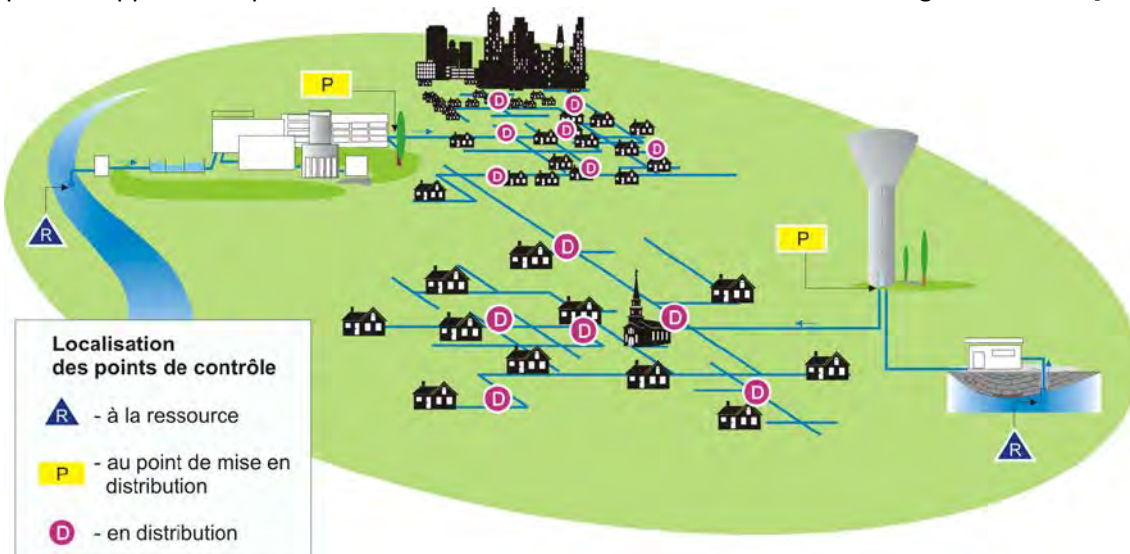 P
D
D
D
D
D
D
D
R
D
P
D
D
D
D
D
R
Localisation
des points de contrôle
R - à la ressource
P - au point de mise en
distribution
D - en distribution